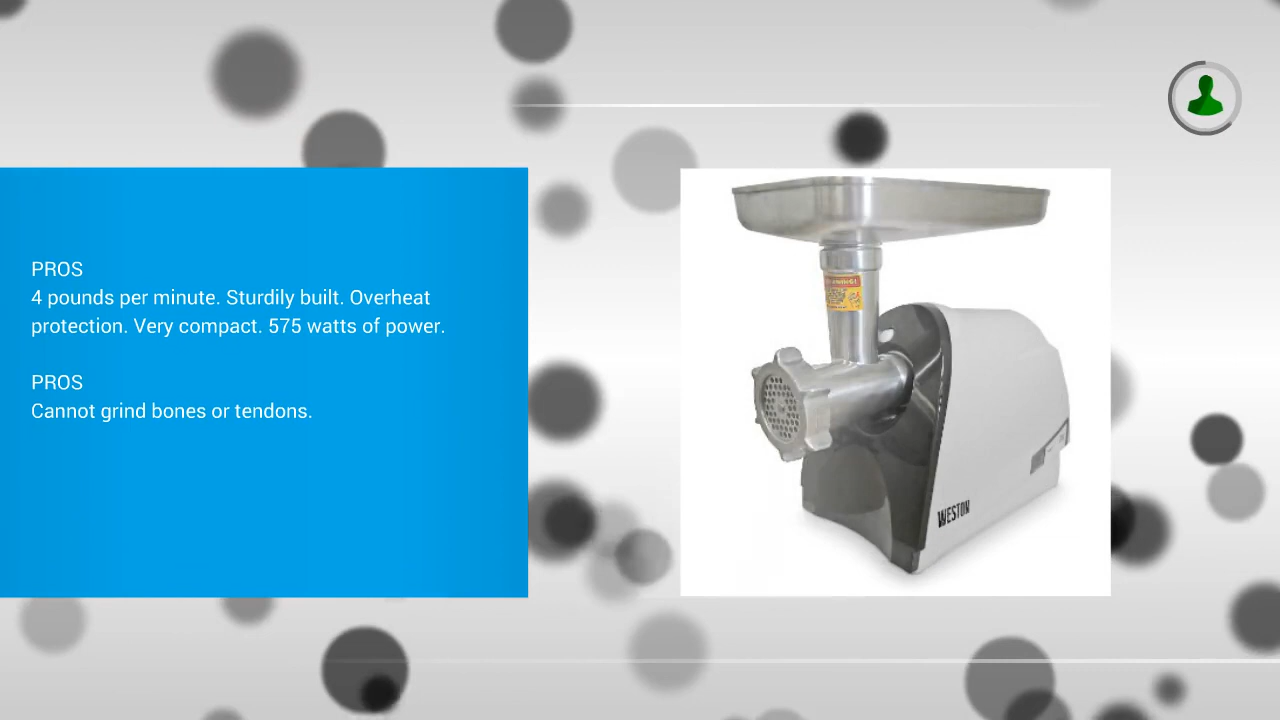 PROS
4 pounds per minute. Sturdily built. Overheat
protection. Very compact. 575 watts of power.
PROS
Cannot grind bones or tendons.
WESTON